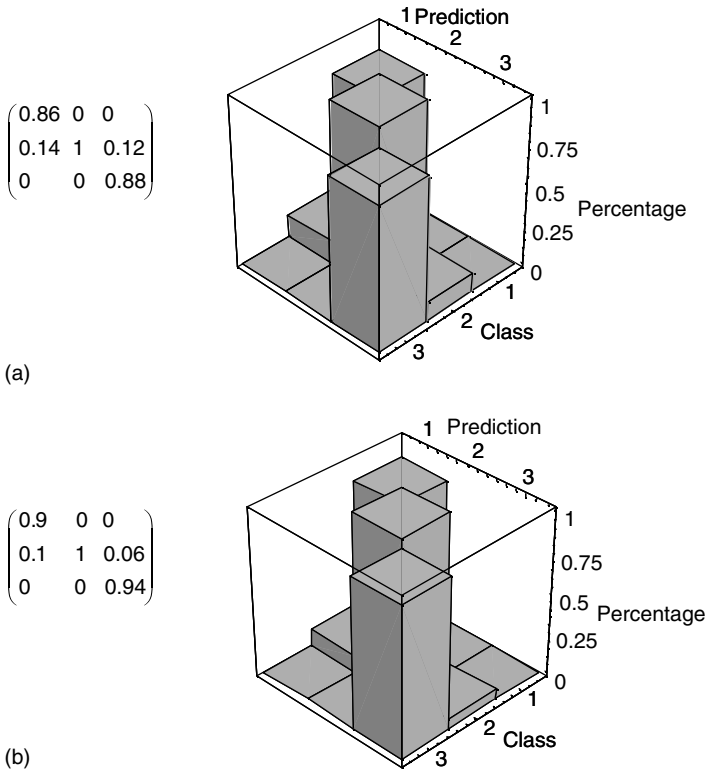 1 Prediction
2
3
0.86 0 0
0.14 1 0.12
0 0 0.88
1
0.75
0.5
Percentage
0.25
0
1
2
Class
3
(a)
1 Prediction
2
3
0.9 0 0
0.1 1 0.06
0 0 0.94
1
0.75
0.5
Percentage
0.25
0
1
2
Class
3
(b)